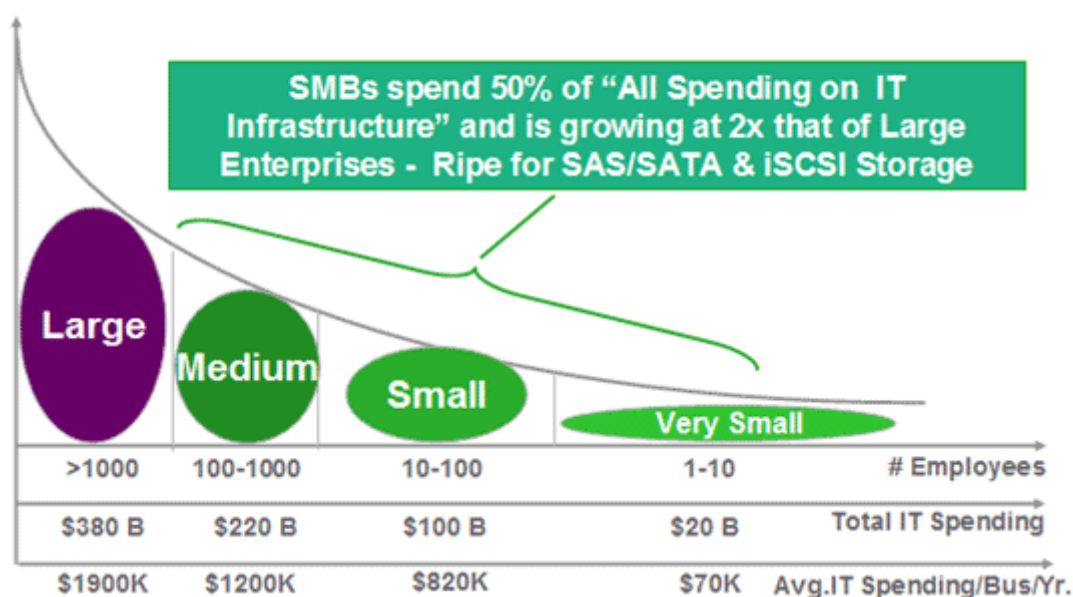 SMBs spend 50% of “All Spending on IT
Infrastructure” and is growing at 2x that of Large
Enterprises - Ripe for SAS/SATA & iSCSI Storage
Large
Medium
Small
Very Small
>1000 100-1000 10-100 1-10 # Employees
$380 B $220 B $100 B $20 B Total IT Spending
$1900K $1200K $820K $70K Avg.IT Spending/Bus/Yr.